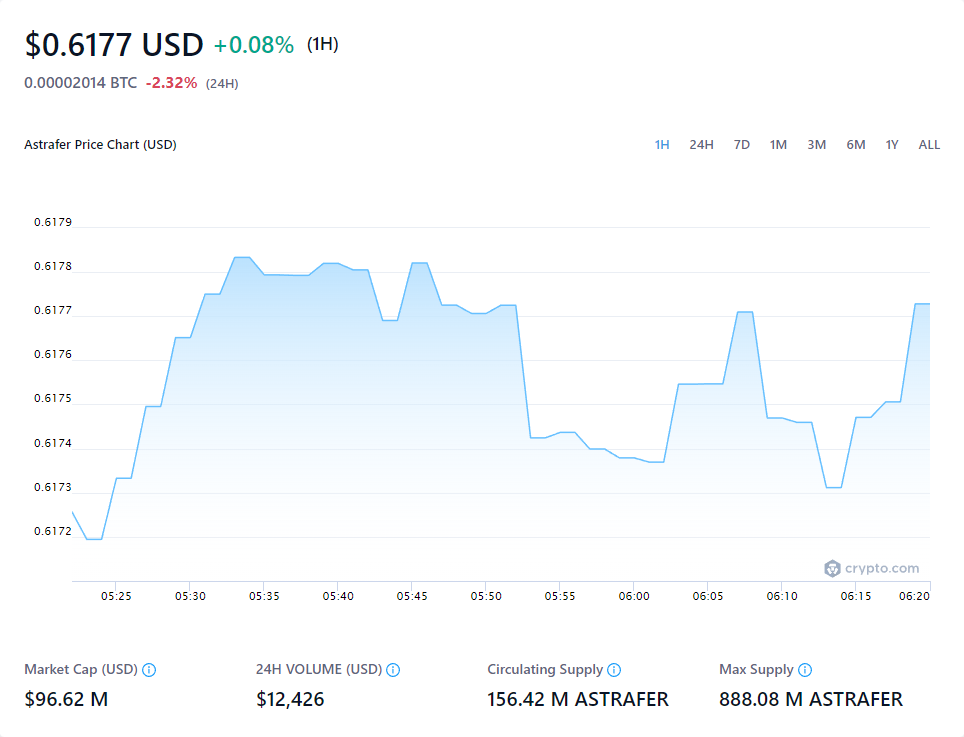 $0.6177 USD +0.08% (1H)
0.00002014 BTC -2.32% (24H)
Astrafer Price Chart (USD) 1H 24H 7D 1M 3M 6M 1Y ALL
0.6179
0.6178
0.6177
0.6176
0.6175
0.6174
0.6173
0.6172
crypto.com
05:25 05:30 05:35 05:40 05:45 05:50 05:55 06:00 06:05 06:10 06:15 06:20
Market Cap (USD) 24H VOLUME (USD) Circulating Supply Max Supply
$96.62 M $12,426 156.42 M ASTRAFER 888.08 M ASTRAFER